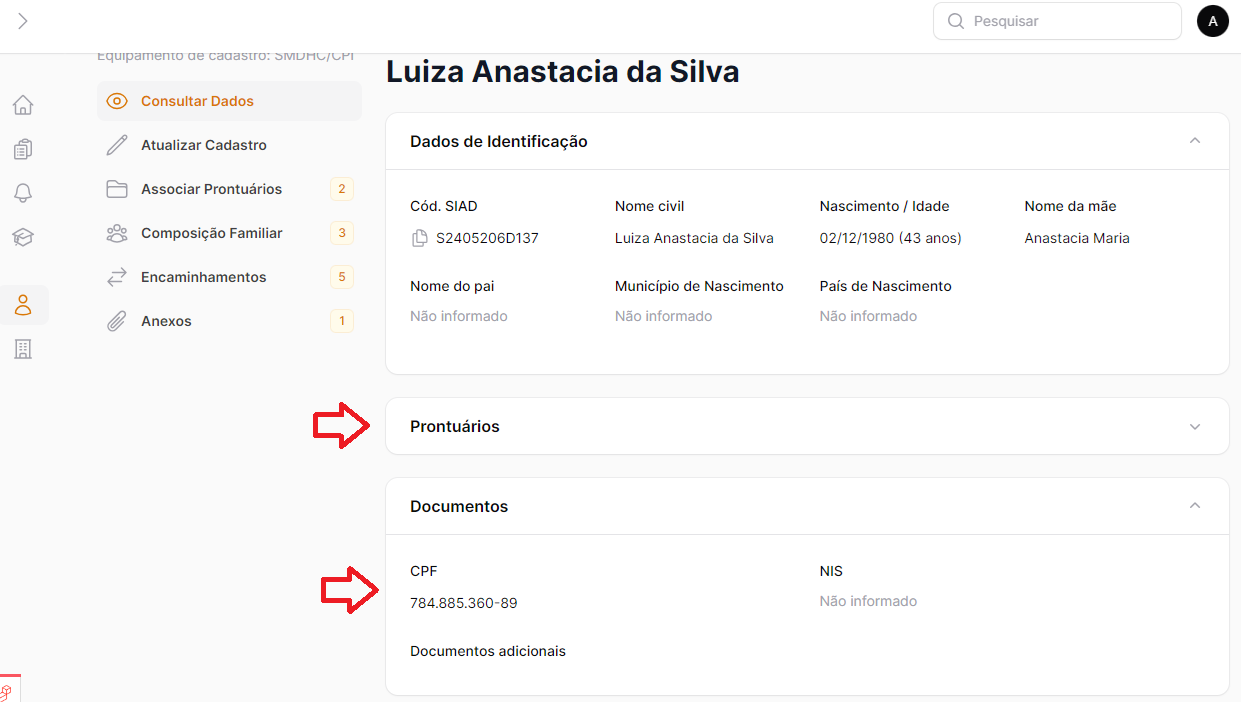 Pesquisar
A
Equipamento de cadastro: SMDHC/CPI
Consultar Dados
Atualizar Cadastro
Associar Prontuários 2
Composição Familiar 3
Encaminhamentos 5
Anexos 1
Luiza Anastacia da Silva
Dados de Identificação
Cód. SIAD Nome civil Nascimento / Idade Nome da mãe
S2405206D137 Luiza Anastacia da Silva 02/12/1980 (43 anos) Anastacia Maria
Nome do pai Município de Nascimento País de Nascimento
Não informado Não informado Não informado
Prontuários
Documentos
CPF NIS
784.885.360-89 Não informado
Documentos adicionais